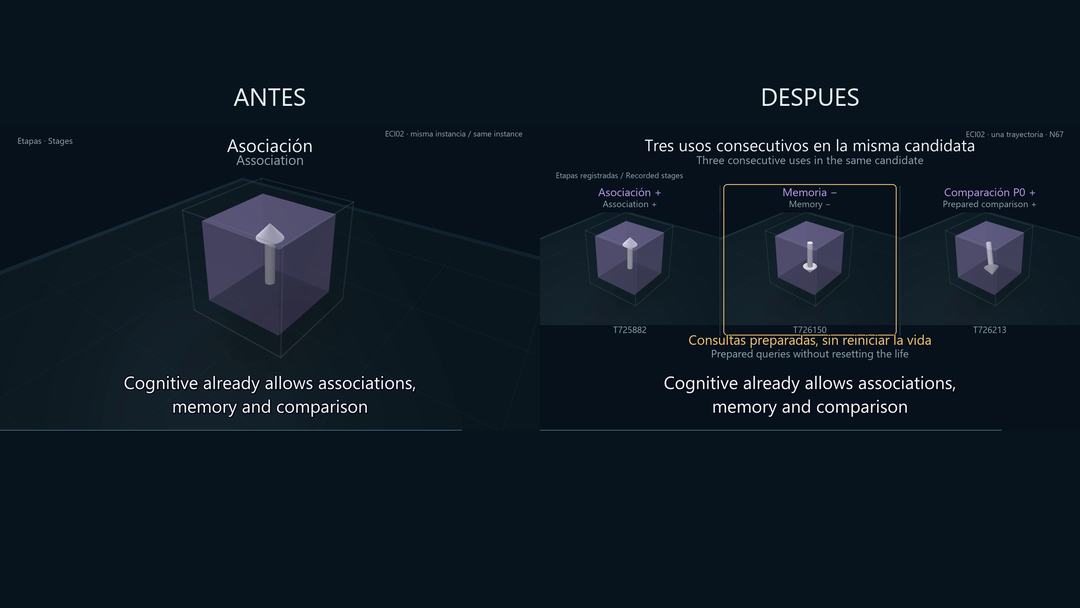 ANTES
Etapas · Stages
ECI02 · misma instancia / same instance
Asociación
Association
Cognitive already allows associations,
memory and comparison
DESPUES
ECI02 · una trayectoria · N67
Tres usos consecutivos en la misma candidata
Three consecutive uses in the same candidate
Etapas registradas / Recorded stages
Asociación +
Association +
T725882
Memoria −
Memory −
T726150
Comparación P0 +
Prepared comparison +
T726213
Consultas preparadas, sin reiniciar la vida
Prepared queries without resetting the life
Cognitive already allows associations,
memory and comparison